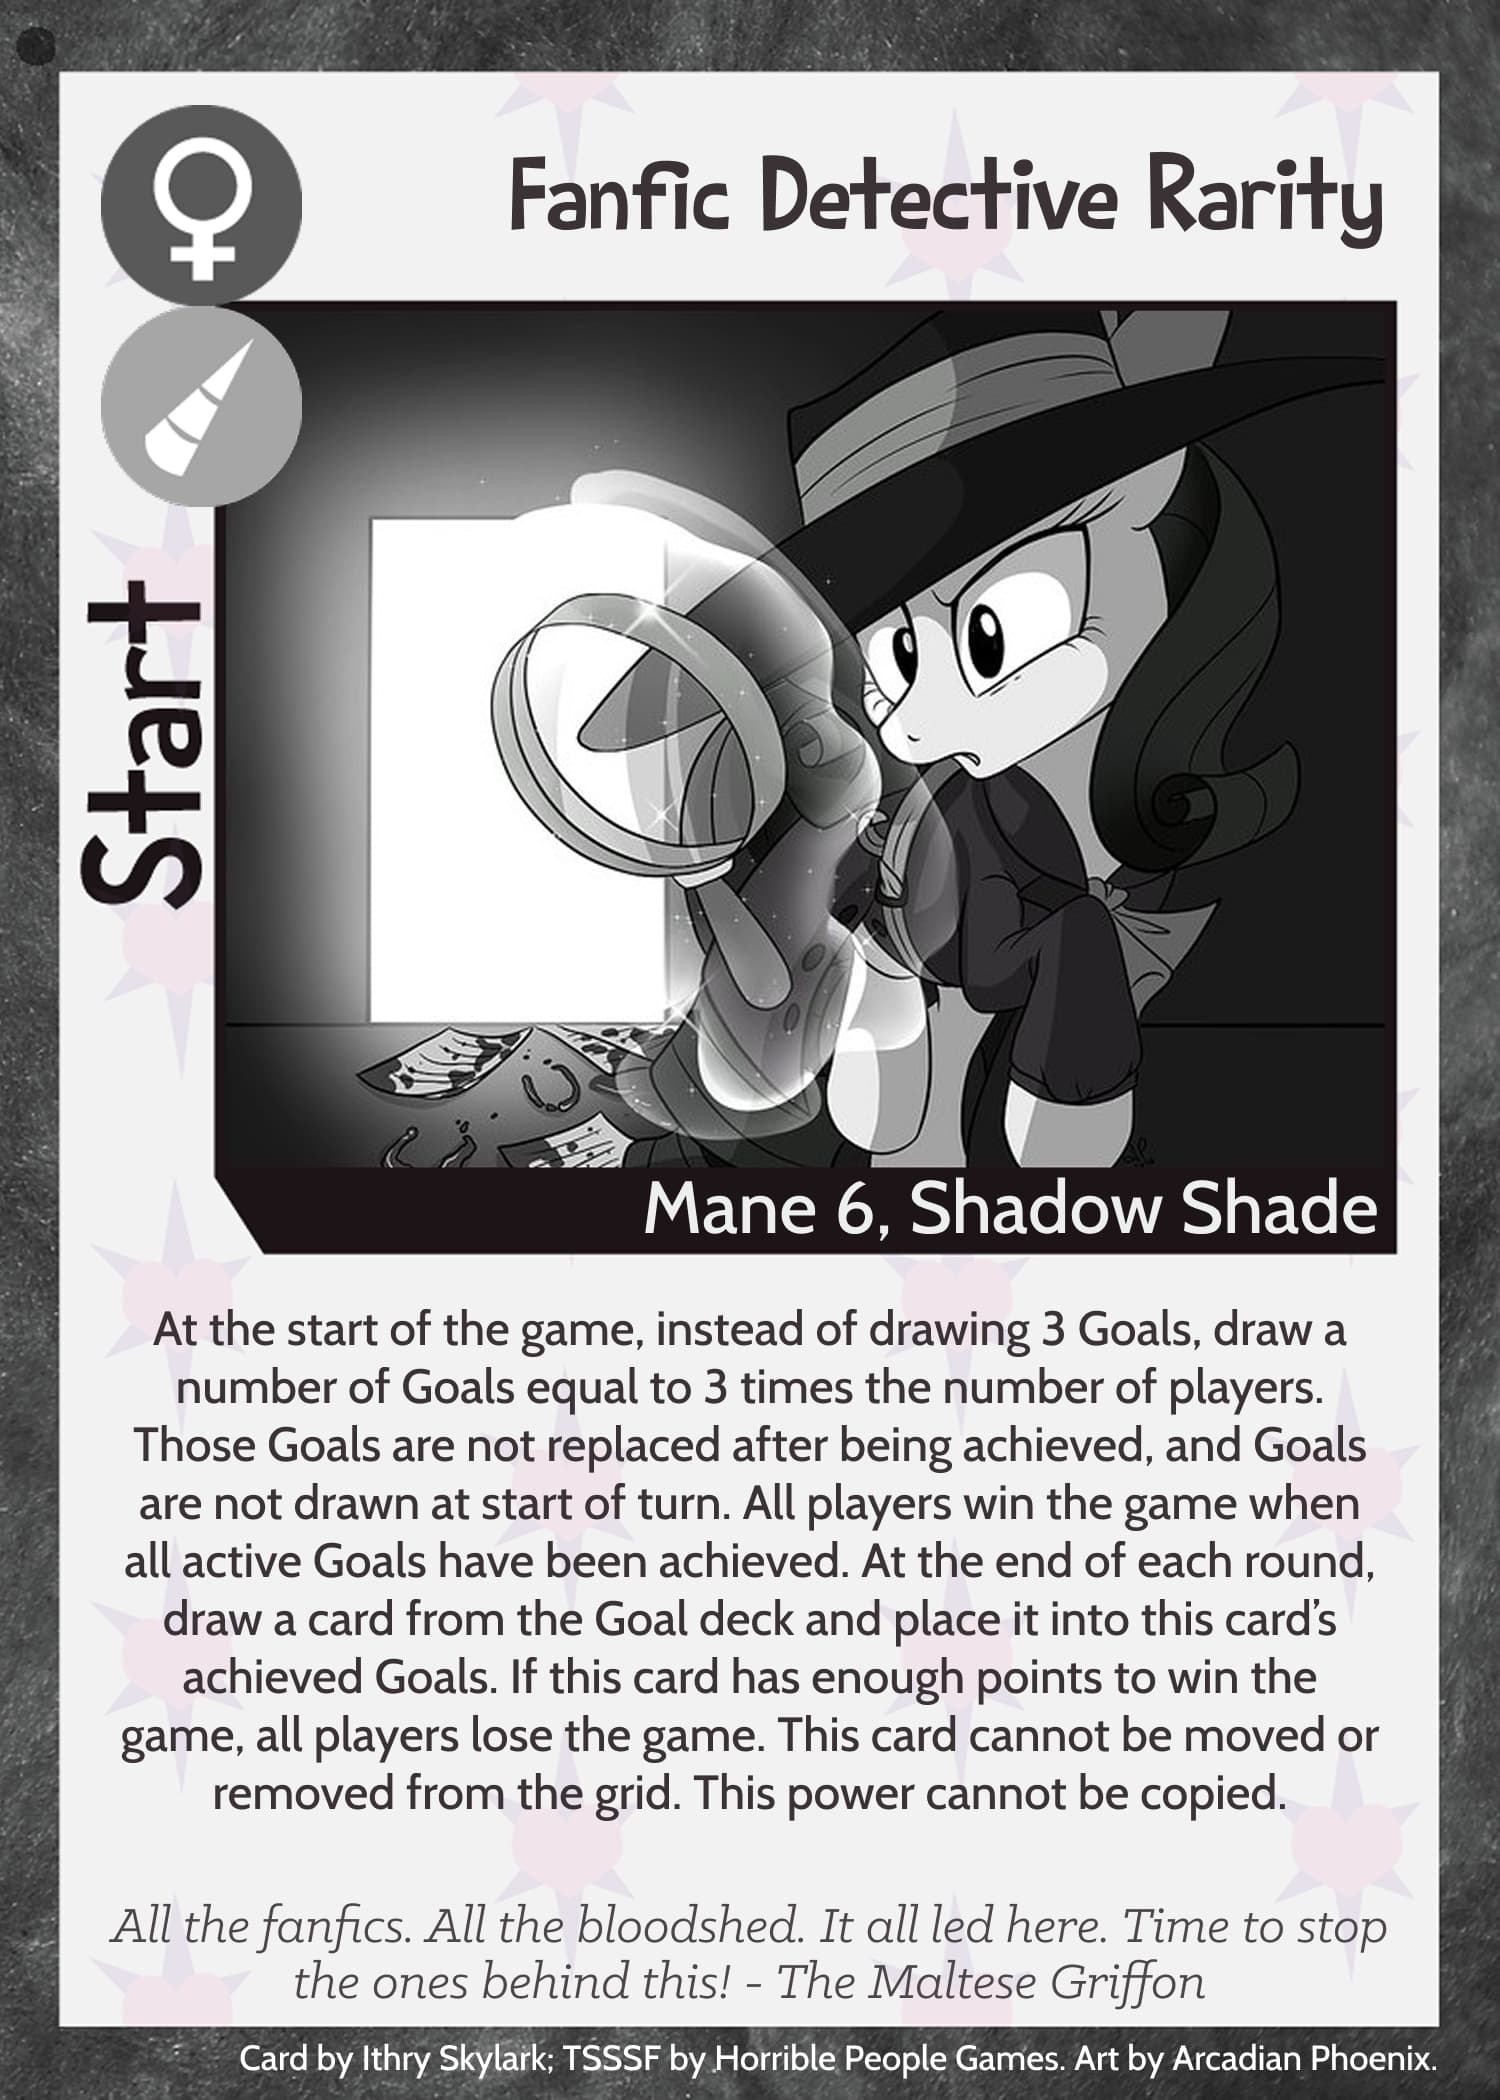 Fanfic Detective Rarity
Start
Mane 6, Shadow Shade
At the start of the game, instead of drawing 3 Goals, draw a
number of Goals equal to 3 times the number of players.
Those Goals are not replaced after being achieved, and Goals
are not drawn at start of turn. All players win the game when
all active Goals have been achieved. At the end of each round,
draw a card from the Goal deck and place it into this card's
achieved Goals. If this card has enough points to win the
game, all players lose the game. This card cannot be moved or
removed from the grid. This power cannot be copied.
All the fanfics. All the bloodshed. It all led here. Time to stop
the ones behind this! - The Maltese Griffon
Card by Ithry Skylark; TSSSF by Horrible People Games. Art by Arcadian Phoenix.